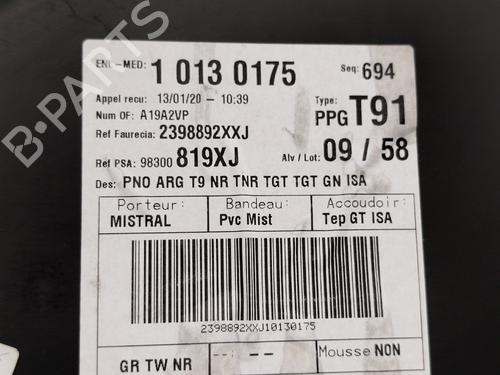 ENL-MED: 1 013 0175 Seq: 694
Appel recu : 13/01/20 - 10:39 Type:
Num OF: A19A2VP PPG T91
Ref Faurecia: 2398892XXJ
Ref PSA: 98300 819XJ Alv / Lot: 09 / 58
Des: PNO ARG T9 NR TNR TGT TGT GN ISA
Porteur: Bandeau: Accoudoir:
MISTRAL Pvc Mist Tep GT ISA
2398892XXJ10130175
GR TW NR --: -- Mousse NON
B-PARTS